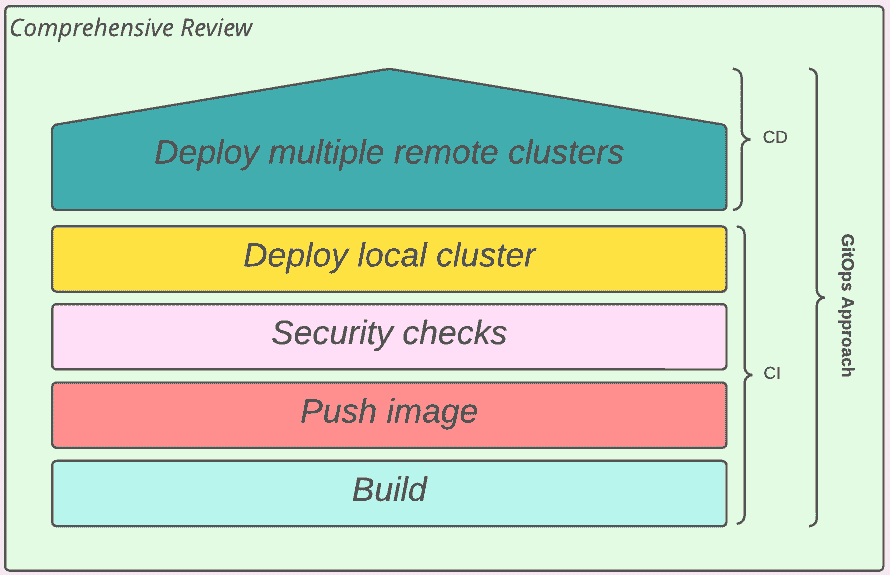 Comprehensive Review
Deploy multiple remote clusters
CD
Deploy local cluster
GitOps Approach
Security checks
CI
Push image
Build